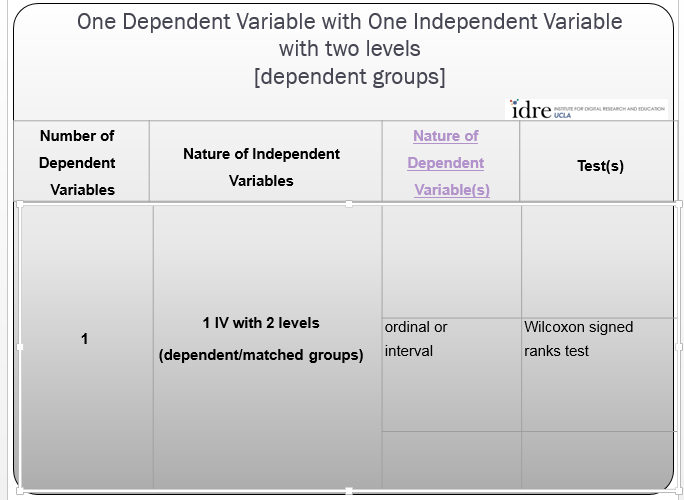 One Dependent Variable with One Independent Variable
with two levels
[dependent groups]
idre INSTITUTE FOR DIGITAL RESEARCH AND EDUCATION
UCLA
Number of
Dependent
Variables
Nature of Independent
Variables
Nature of
Dependent
Variable(s)
Test(s)
1
1 IV with 2 levels
(dependent/matched groups)
ordinal or
interval
Wilcoxon signed
ranks test